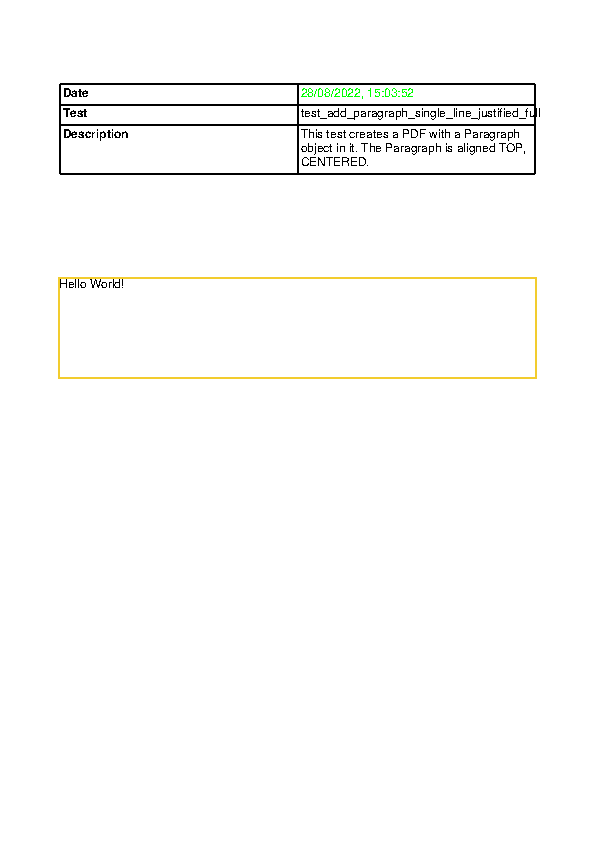 Date 28/08/2022, 15:03:52
Test test_add_paragraph_single_line_justified_full
Description This test creates a PDF with a Paragraph
object in it. The Paragraph is aligned TOP,
CENTERED.
Hello World!